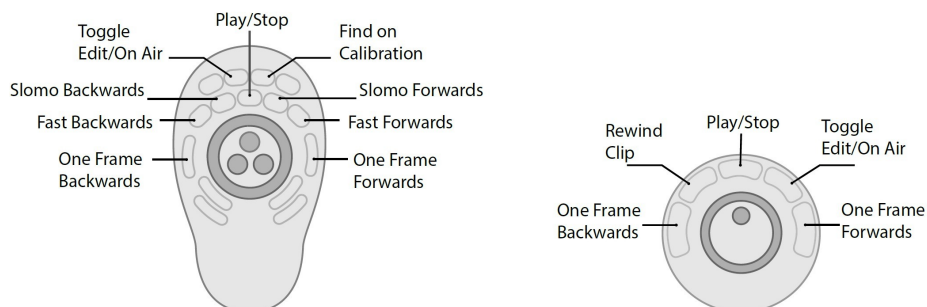 Play/Stop
Toggle
Edit/On Air
Find on
Calibration
Slomo Backwards
Slomo Forwards
Fast Backwards
Fast Forwards
One Frame
Backwards
One Frame
Forwards
Rewind
Clip
Play/Stop
Toggle
Edit/On Air
One Frame
Backwards
One Frame
Forwards